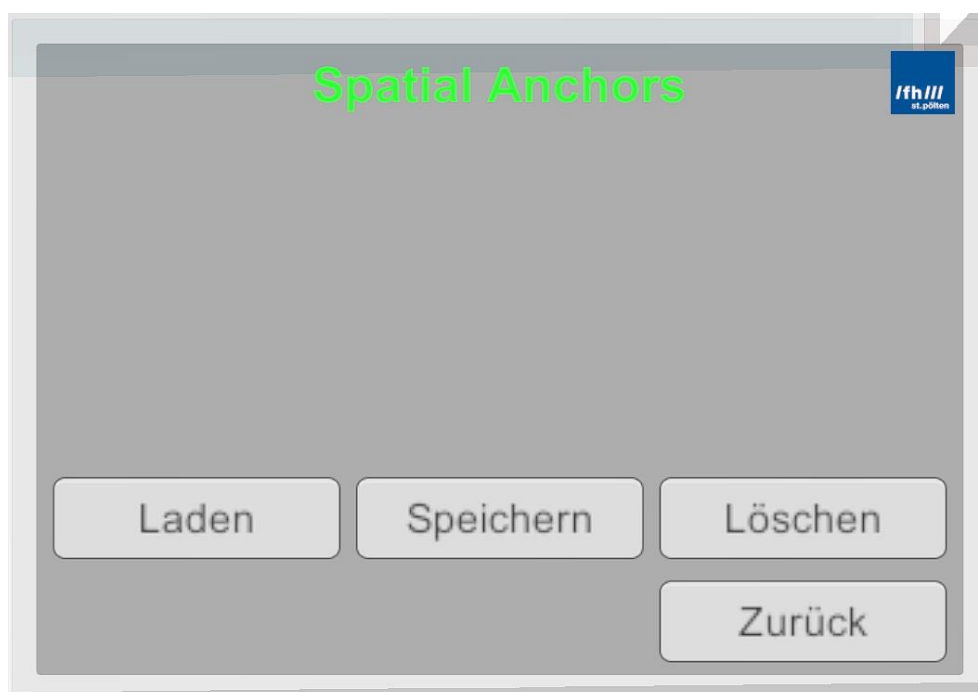 Spatial Anchors
/fh///
st.pölten
Laden
Speichern
Löschen
Zurück